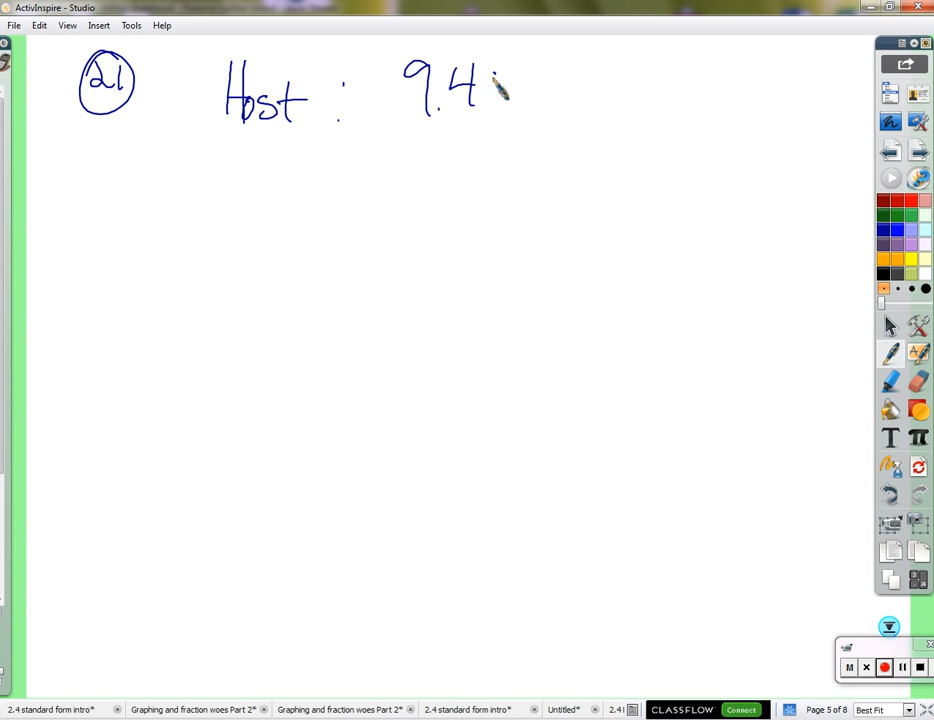 ActivInspire - Studio
File Edit View Insert Tools Help
21 Host : 9.4
M
2.4 standard form intro* Graphing and fraction woes Part 2* Graphing and fraction woes Part 2* 2.4 standard form intro* Untitled* 2.4 l CLASSFLOW Connect Page 5 of 8 Best Fit